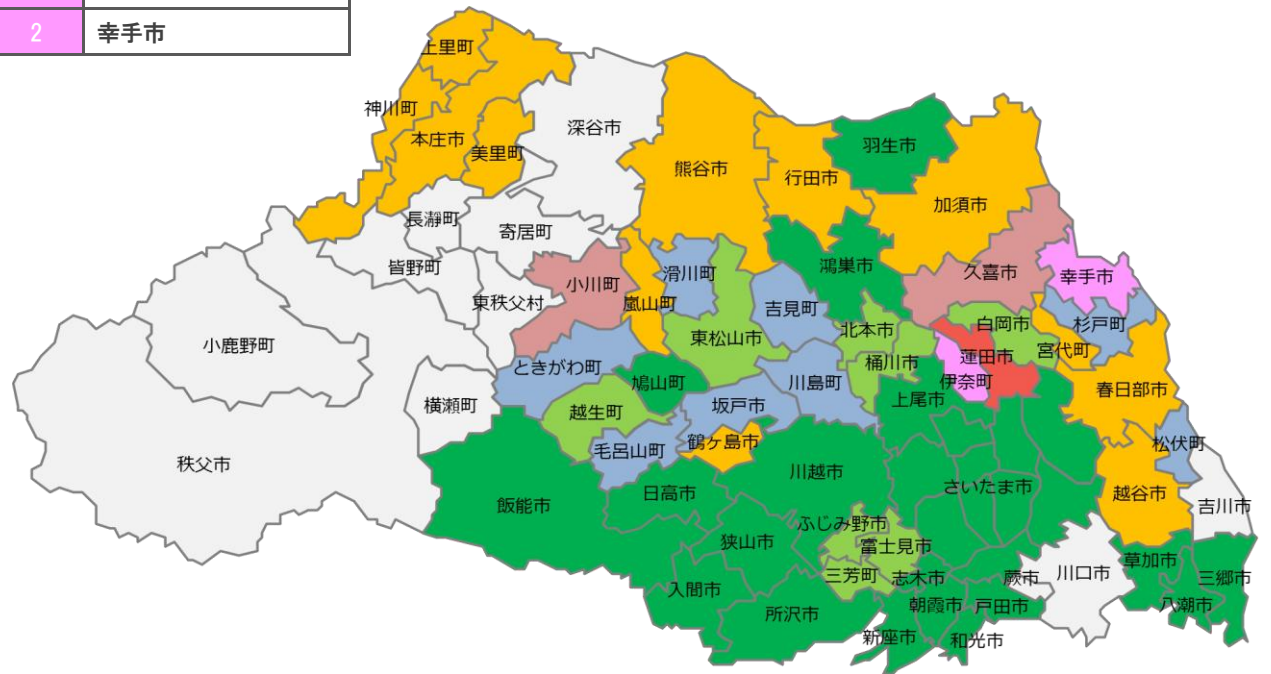 2 幸手市
上里町
神川町
本庄市
美里町
深谷市
熊谷市
行田市
羽生市
加須市
長瀞町
寄居町
皆野町
東秩父村
小川町
嵐山町
滑川町
吉見町
鴻巣市
久喜市
幸手市
小鹿野町
ときがわ町
東松山市
北本市
桶川市
白岡市
杉戸町
宮代町
蓮田市
伊奈町
横瀬町
鳩山町
川島町
上尾市
春日部市
越生町
坂戸市
毛呂山町
鶴ヶ島市
松伏町
秩父市
飯能市
日高市
川越市
さいたま市
越谷市
吉川市
ふじみ野市
富士見市
狭山市
三芳町
志木市
蕨市
川口市
草加市
三郷市
入間市
所沢市
朝霞市
戸田市
八潮市
新座市
和光市